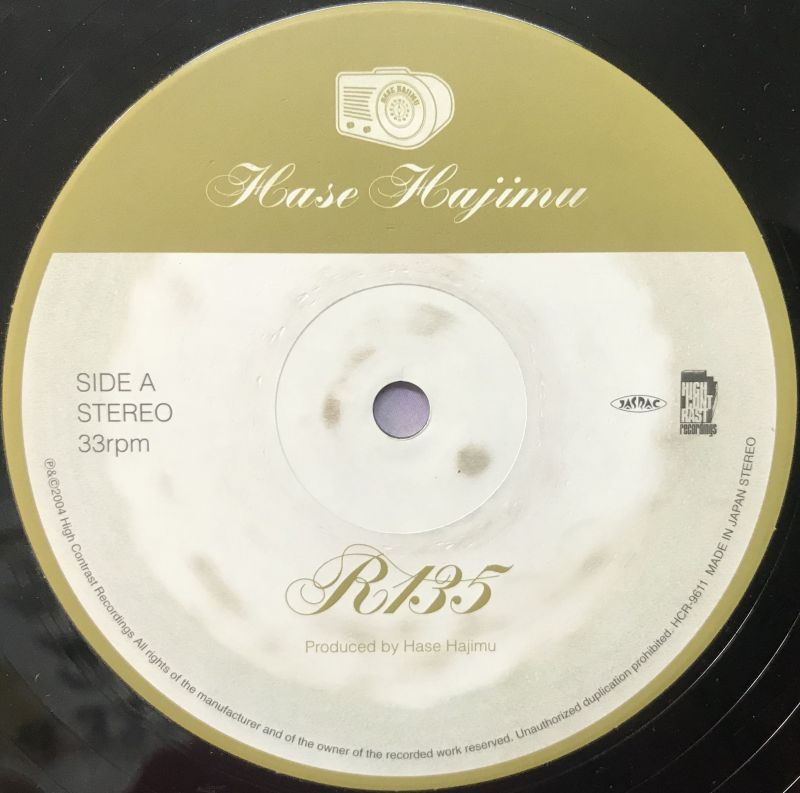 HASE HAJIMU
Hase Hajimu
SIDE A
STEREO
33rpm
JASRAC
HIGH
CONT
RAST
recordings
R135
Produced by Hase Hajimu
℗&©2004 High Contrast Recordings All rights of the manufacturer and of the owner of the recorded work reserved. Unauthorized duplication prohibited. HCR-9611 MADE IN JAPAN STEREO